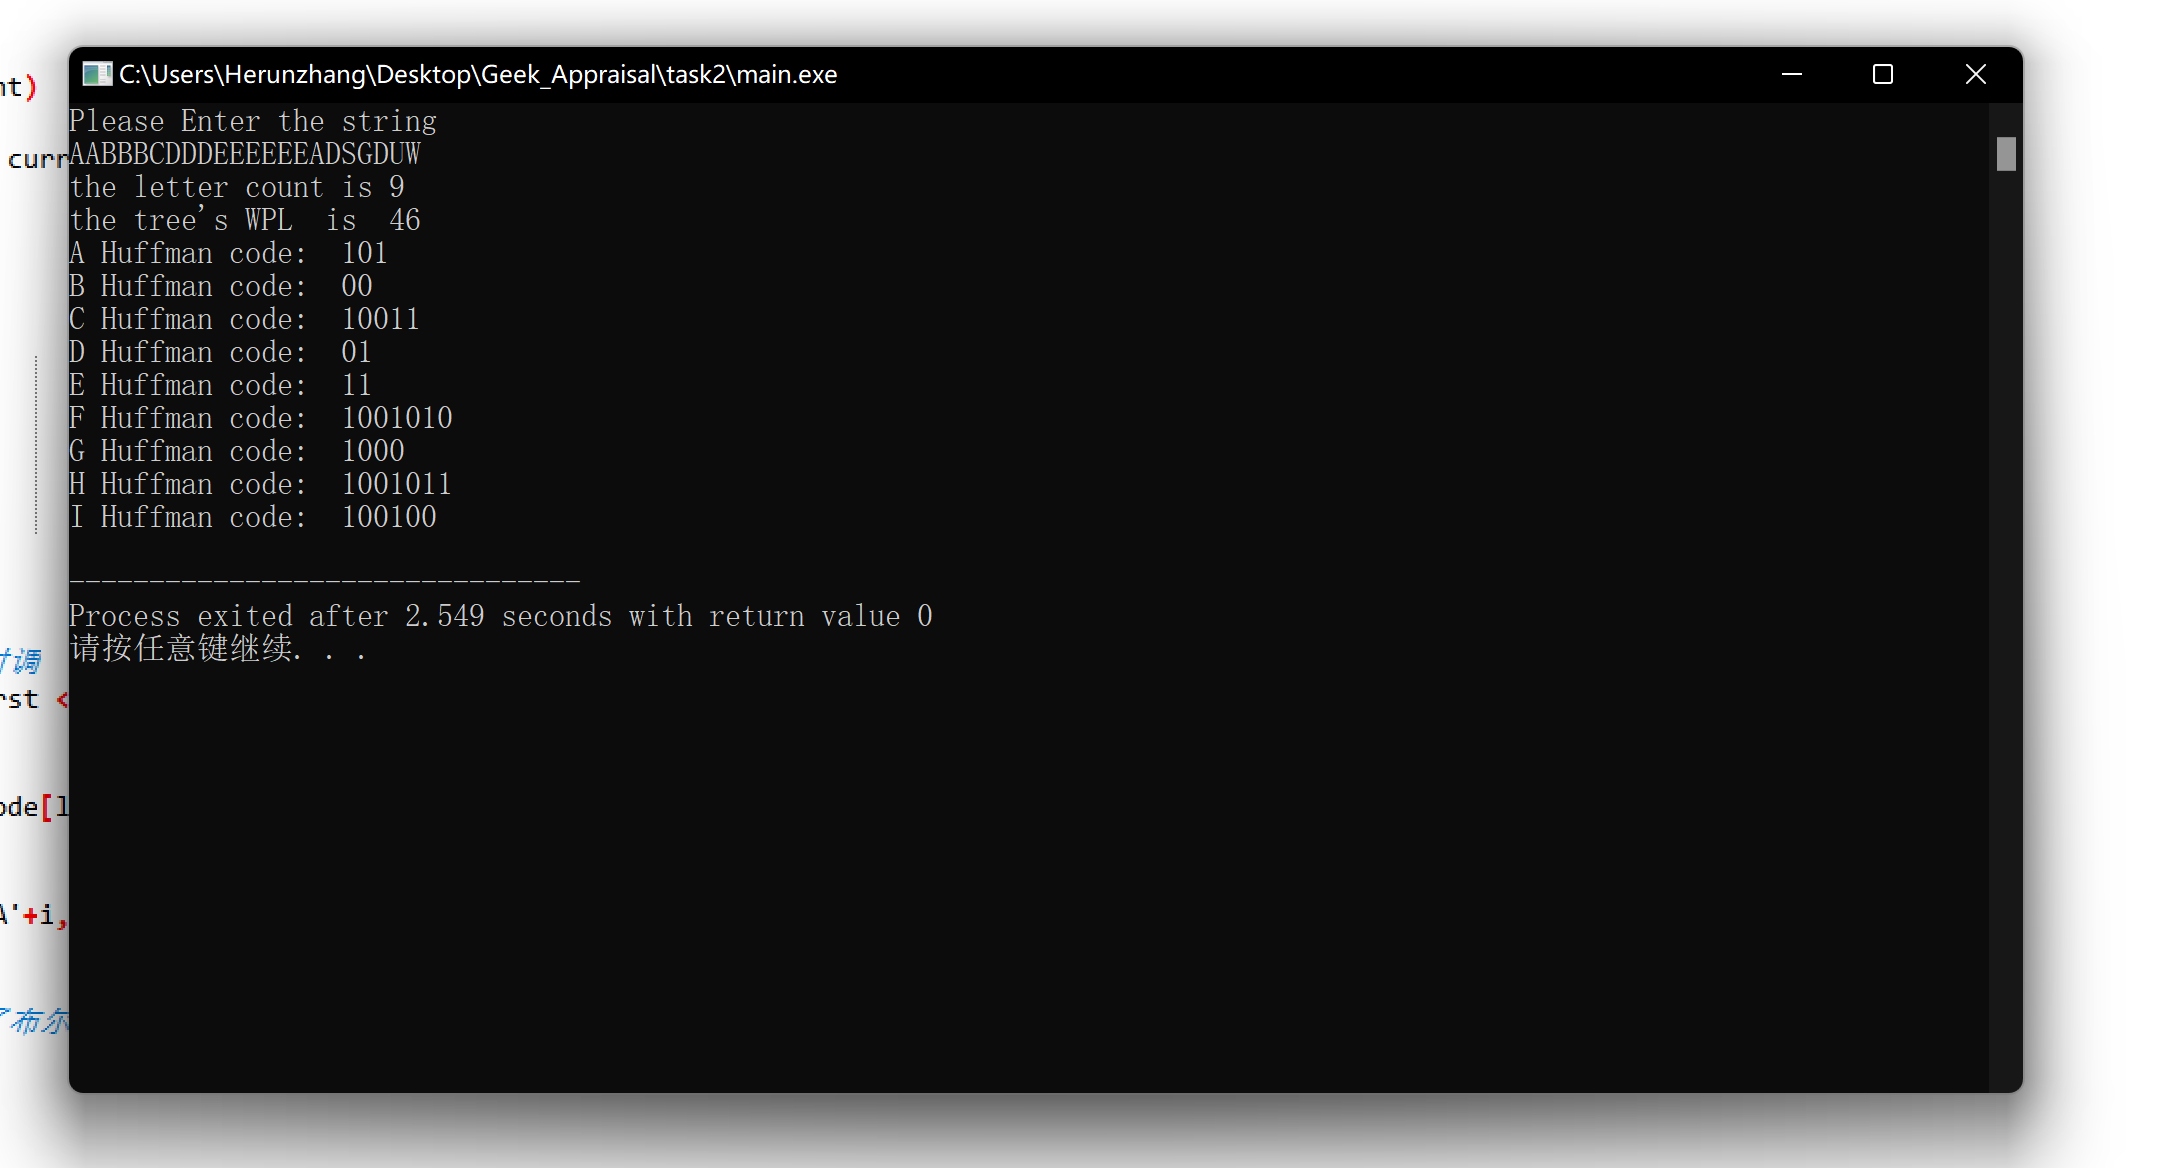 C:\Users\Herunzhang\Desktop\Geek_Appraisal\task2\main.exe
nt)
curr
Please Enter the string
AABBBCDDDEEEEEEADSGDUW
the letter count is 9
the tree's WPL  is  46
A Huffman code:  101
B Huffman code:  00
C Huffman code:  10011
D Huffman code:  01
E Huffman code:  11
F Huffman code:  1001010
G Huffman code:  1000
H Huffman code:  1001011
I Huffman code:  100100
--------------------------------
Process exited after 2.549 seconds with return value 0
请按任意键继续. . .
调
rst <
ode[l
A'+i,
了布尔